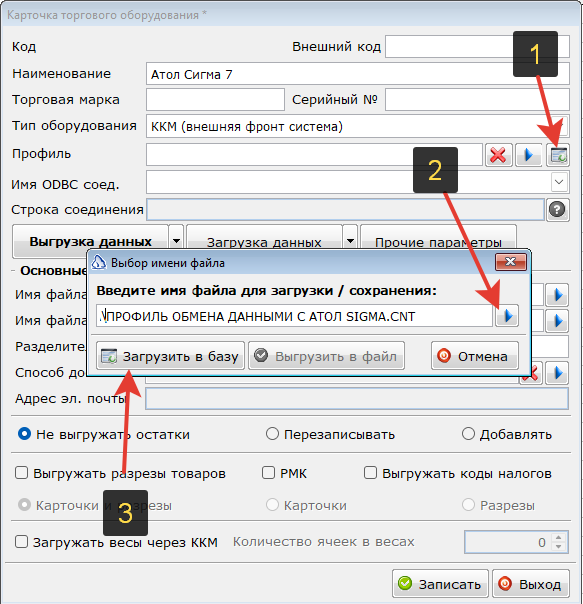 Карточка торгового оборудования *
1
Код
Внешний код
Наименование
Атол Сигма 7
Торговая марка
Серийный №
Тип оборудования
ККМ (внешняя фронт система)
Профиль
2
Имя ODBC соед.
Строка соединения
?
Выгрузка данных
Загрузка данных
Прочие параметры
Выбор имени файла
Основные
Введите имя файла для загрузки / сохранения:
Имя файла
.\ПРОФИЛЬ ОБМЕНА ДАННЫМИ С АТОЛ SIGMA.CNT
Имя файла
Разделите
Загрузить в базу
Выгрузить в файл
Отмена
Способ до
Адрес эл. почты
Не выгружать остатки
Перезаписывать
Добавлять
Выгружать разрезы товаров
РМК
Выгружать коды налогов
3
Карточки и разрезы
Карточки
Разрезы
Загружать весы через ККМ
Количество ячеек в весах
0
Записать
Выход